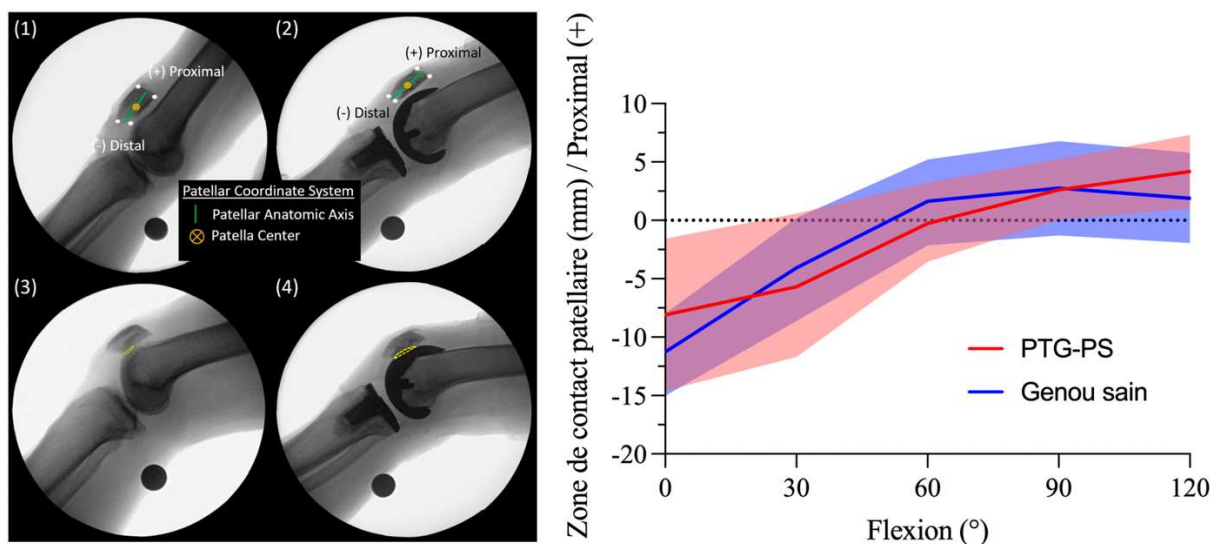 (1)
(+) Proximal
(-) Distal
(2)
(+) Proximal
(-) Distal
Patellar Coordinate System
Patellar Anatomic Axis
Patella Center
(3)
(4)
Zone de contact patellaire (mm) / Proximal (+)
10
5
0
-5
-10
-15
-20
PTG-PS
Genou sain
0 30 60 90 120
Flexion (°)